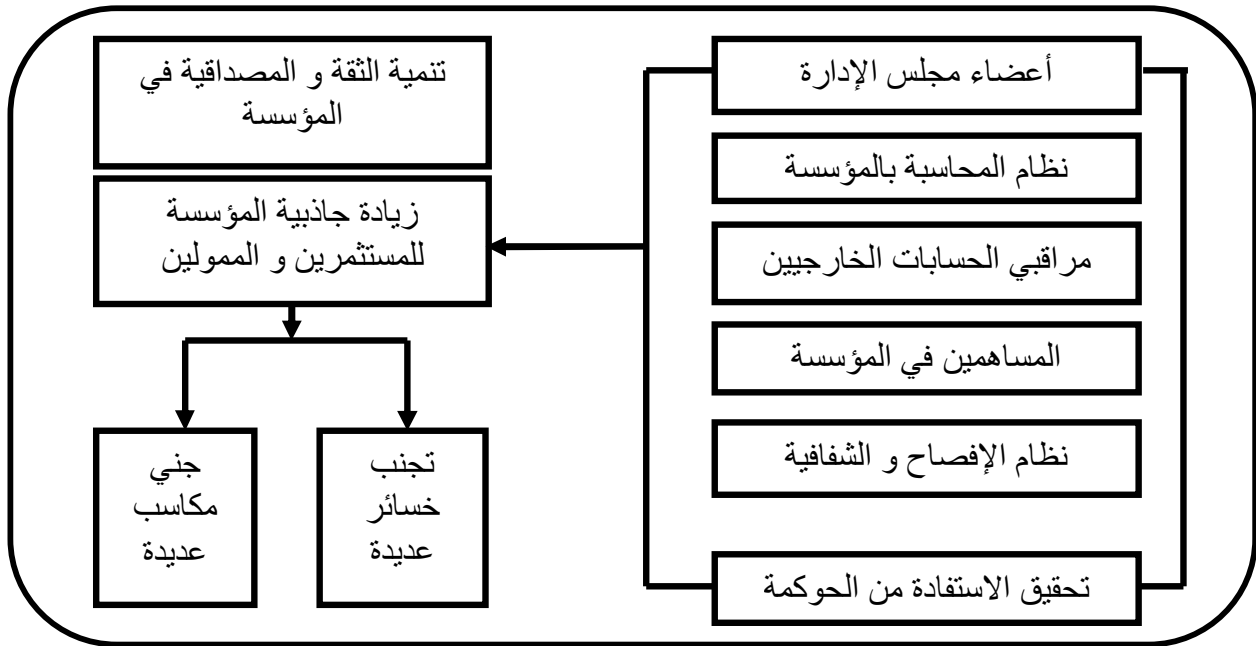 أعضاء مجلس الإدارة
نظام المحاسبة بالمؤسسة
مراقبي الحسابات الخارجيين
المساهمين في المؤسسة
نظام الإفصاح و الشفافية
تحقيق الاستفادة من الحوكمة
تنمية الثقة و المصداقية في
المؤسسة
زيادة جاذبية المؤسسة
للمستثمرين و الممولين
تجنب
خسائر
عديدة
جني
مكاسب
عديدة